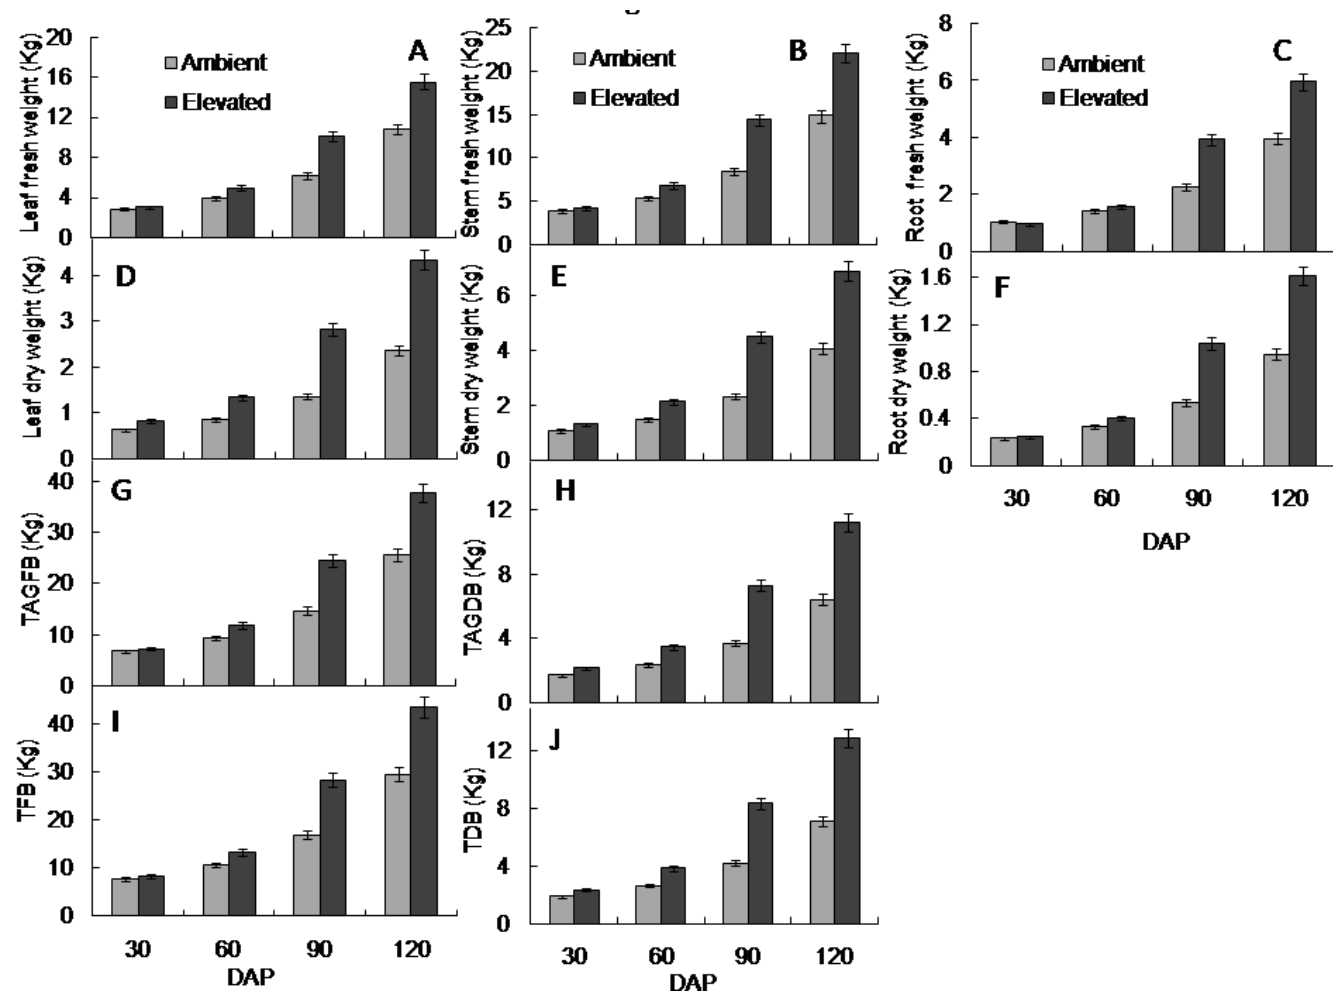 Leaf fresh weight (Kg)
20
16
12
8
4
0
A
Ambient
Elevated
Stem fresh weight (Kg)
25
20
15
10
5
0
B
Ambient
Elevated
Root fresh weight (Kg)
8
6
4
2
0
C
Ambient
Elevated
Leaf dry weight (Kg)
4
3
2
1
0
D
Stem dry weight (Kg)
6
4
2
0
E
Root dry weight (Kg)
1.6
1.2
0.8
0.4
0
F
30 60 90 120
DAP
TAGFB (Kg)
40
30
20
10
0
G
TAGDB (Kg)
12
8
4
0
H
TFB (Kg)
40
30
20
10
0
I
30 60 90 120
DAP
TDB (Kg)
12
8
4
0
J
30 60 90 120
DAP